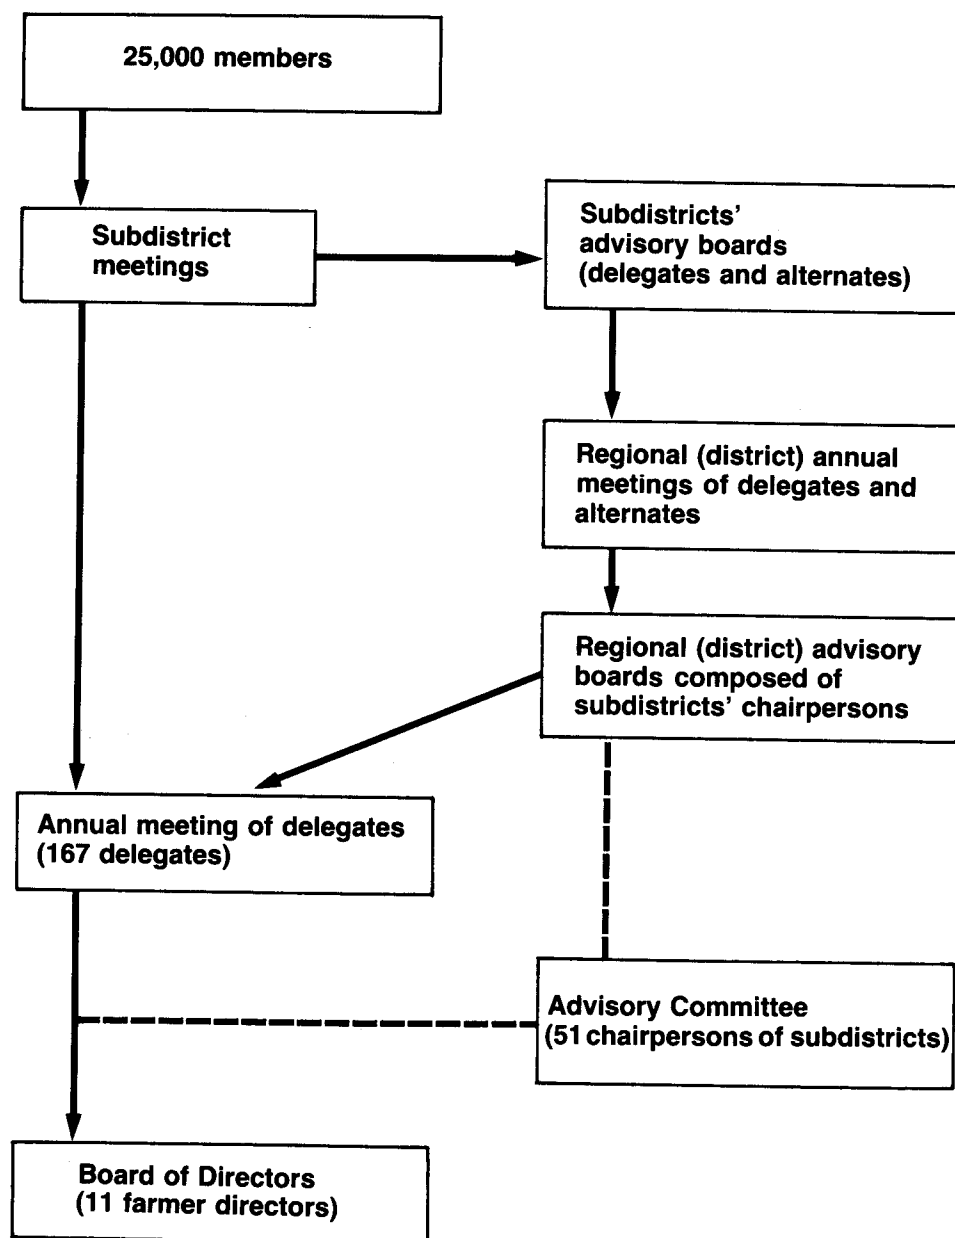 25,000 members
Subdistrict
meetings
Subdistricts'
advisory boards
(delegates and alternates)
Regional (district) annual
meetings of delegates and
alternates
Regional (district) advisory
boards composed of
subdistricts' chairpersons
Annual meeting of delegates
(167 delegates)
Advisory Committee
(51 chairpersons of subdistricts)
Board of Directors
(11 farmer directors)